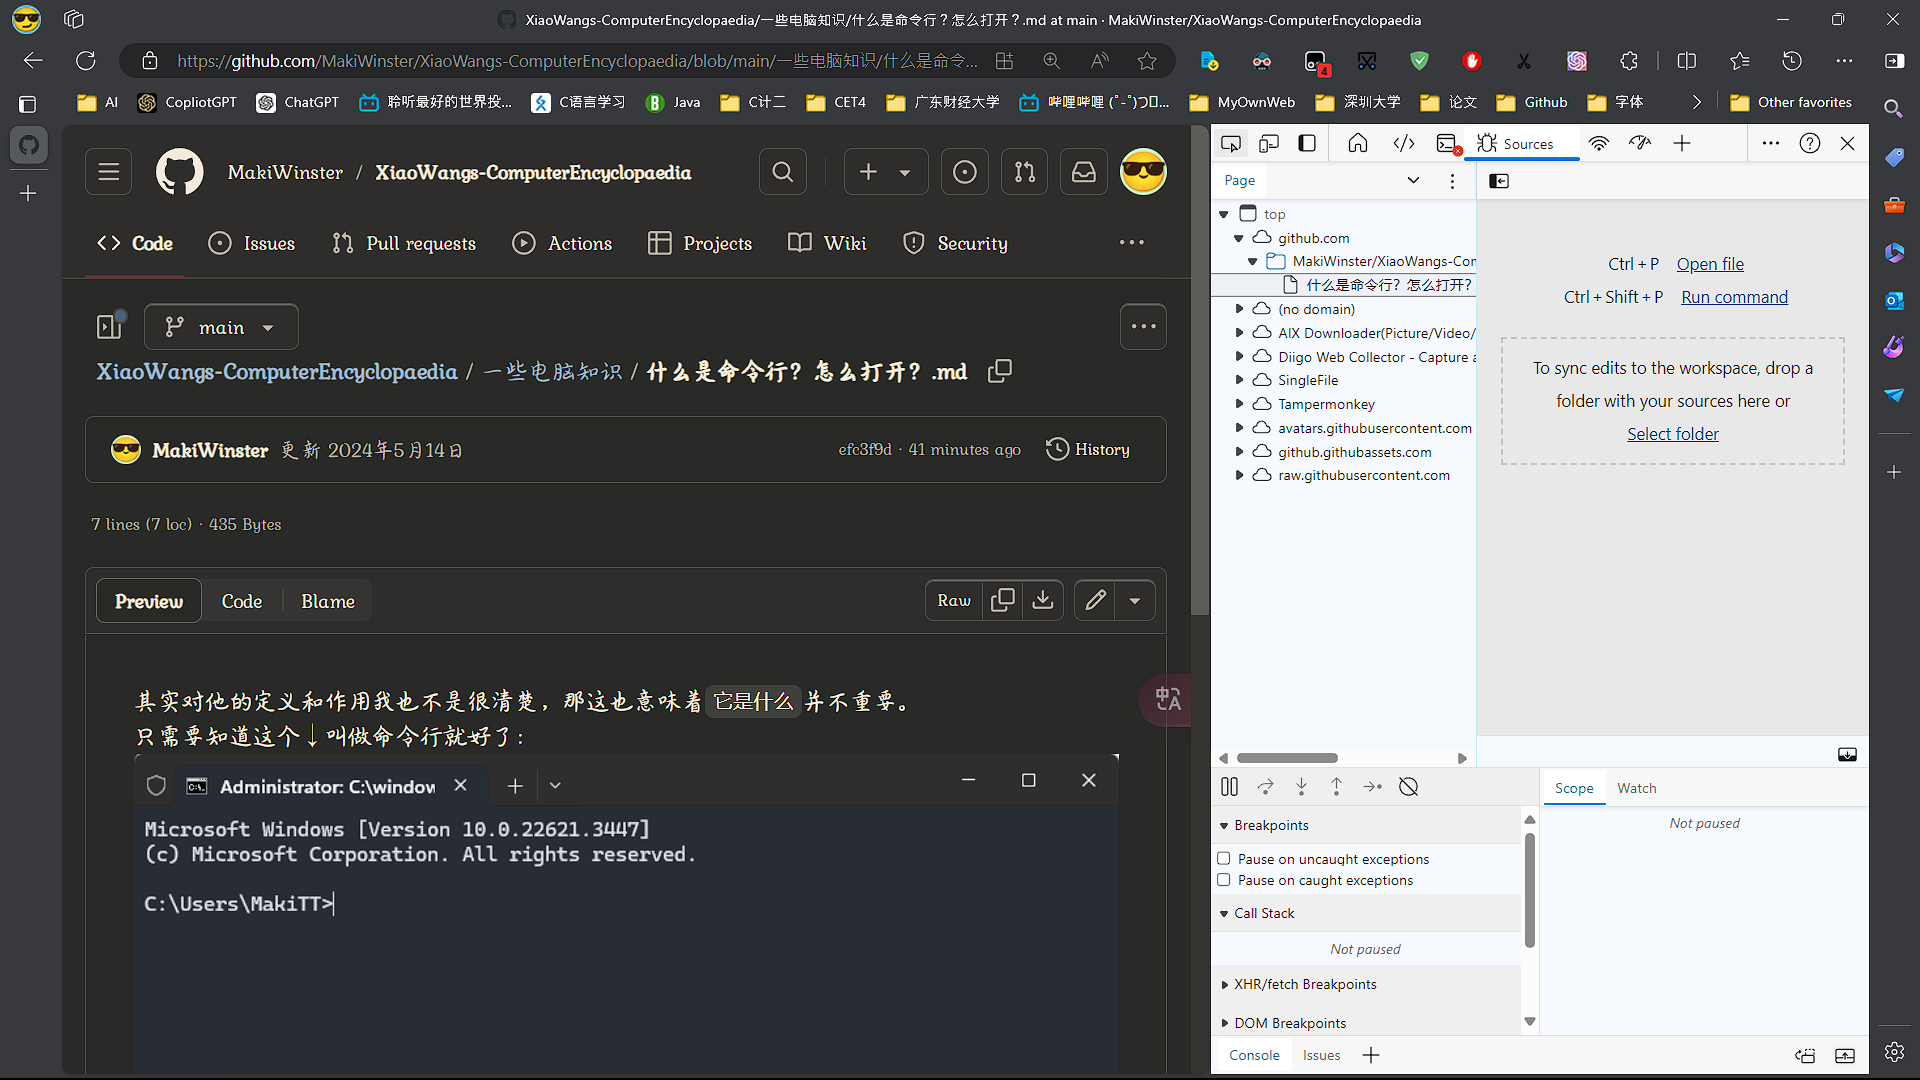 XiaoWangs-ComputerEncyclopaedia/一些电脑知识/什么是命令行？怎么打开？.md at main · MakiWinster/XiaoWangs-ComputerEncyclopaedia
https://github.com/MakiWinster/XiaoWangs-ComputerEncyclopaedia/blob/main/一些电脑知识/什么是命令...
4
AI
CopliotGPT
ChatGPT
聆听最好的世界投...
C语言学习
Java
C计二
CET4
广东财经大学
MyOwnWeb
深圳大学
论文
Github
字体
Other favorites
MakiWinster / XiaoWangs-ComputerEncyclopaedia
Code
Issues
Pull requests
Actions
Projects
Wiki
Security
main
XiaoWangs-ComputerEncyclopaedia / 一些电脑知识 / 什么是命令行？怎么打开？.md
MakiWinster 更新 2024年5月14日
efc3f9d · 41 minutes ago
History
7 lines (7 loc) · 435 Bytes
Preview
Code
Blame
Raw
其实对他的定义和作用我也不是很清楚，那这也意味着它是什么并不重要。
只需要知道这个↓叫做命令行就好了：
Administrator: C:\window
Microsoft Windows [Version 10.0.22621.3447]
(c) Microsoft Corporation. All rights reserved.
C:\Users\MakiTT>
Sources
Page
top
github.com
MakiWinster/XiaoWangs-Com
什么是命令行？怎么打开？
(no domain)
AIX Downloader(Picture/Video/
Diigo Web Collector - Capture a
SingleFile
Tampermonkey
avatars.githubusercontent.com
github.githubassets.com
raw.githubusercontent.com
Ctrl + P Open file
Ctrl + Shift + P Run command
To sync edits to the workspace, drop a
folder with your sources here or
Select folder
Breakpoints
Pause on uncaught exceptions
Pause on caught exceptions
Call Stack
Not paused
XHR/fetch Breakpoints
DOM Breakpoints
Scope
Watch
Not paused
Console
Issues